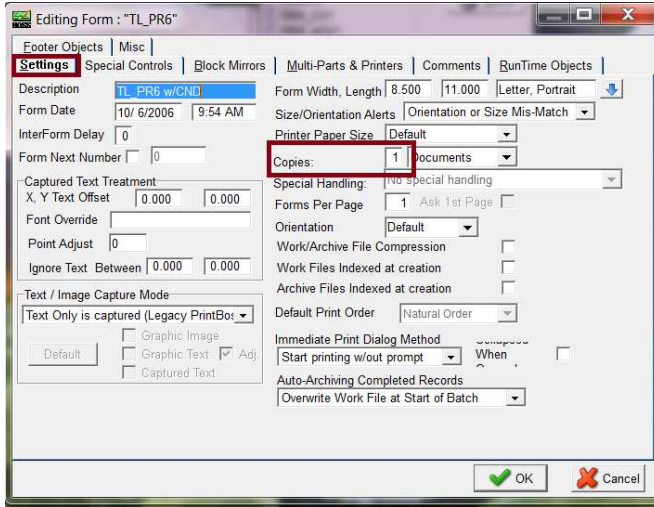 Editing Form : "TL_PR6"
Footer Objects Misc
Settings Special Controls Block Mirrors Multi-Parts & Printers Comments RunTime Objects
Description TL_PR6 w/CND
Form Date 10/ 6/2006 9:54 AM
InterForm Delay 0
Form Next Number 0
Captured Text Treatment
X, Y Text Offset 0.000 0.000
Font Override
Point Adjust 0
Ignore Text Between 0.000 0.000
Text / Image Capture Mode
Text Only is captured (Legacy PrintBos
Default
Graphic Image
Graphic Text Adj.
Captured Text
Form Width, Length 8.500 11.000 Letter, Portrait
Size/Orientation Alerts Orientation or Size Mis-Match
Printer Paper Size Default
Copies: 1 Documents
Special Handling: No special handling
Forms Per Page 1 Ask 1st Page
Orientation Default
Work/Archive File Compression
Work Files Indexed at creation
Archive Files Indexed at creation
Default Print Order Natural Order
Immediate Print Dialog Method
Start printing w/out prompt
When
Auto-Archiving Completed Records
Overwrite Work File at Start of Batch
OK Cancel